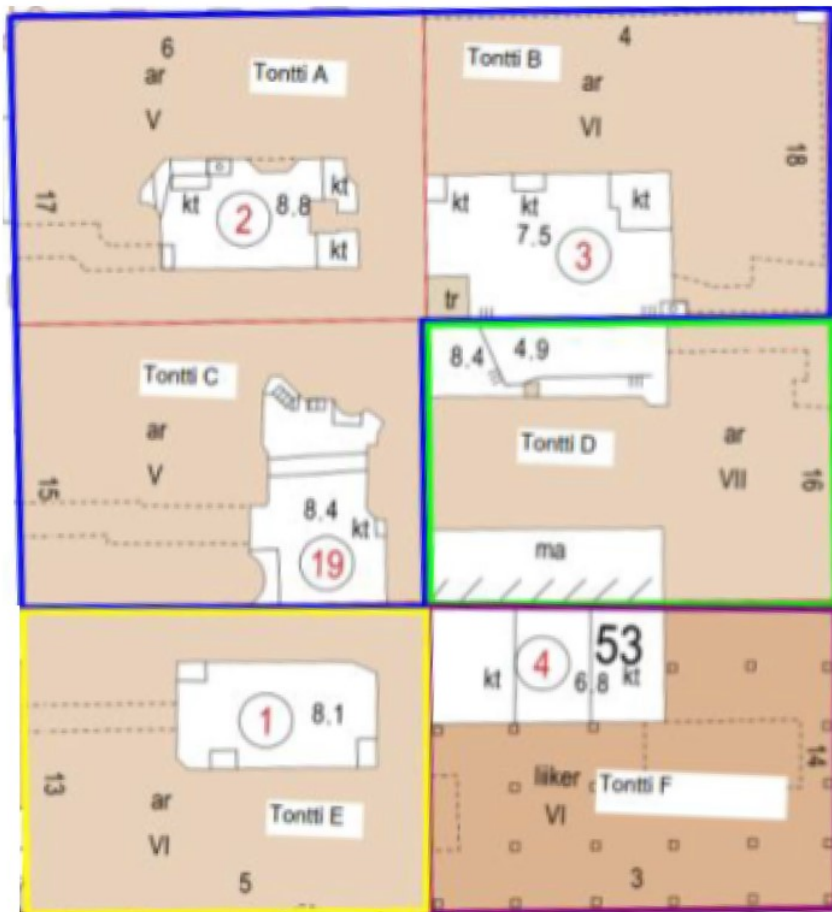 6
4
Tontti A
Tontti B
ar
V
ar
VI
17
18
kt
8.8
kt
2
kt
kt
kt
kt
7.5
3
tr
8.4
4.9
Tontti C
ar
V
Tontti D
ar
VII
15
16
8.4
kt
19
ma
53
4
kt
6.8
kt
1
8.1
13
14
liiker
VI
Tontti F
ar
VI
Tontti E
5
3